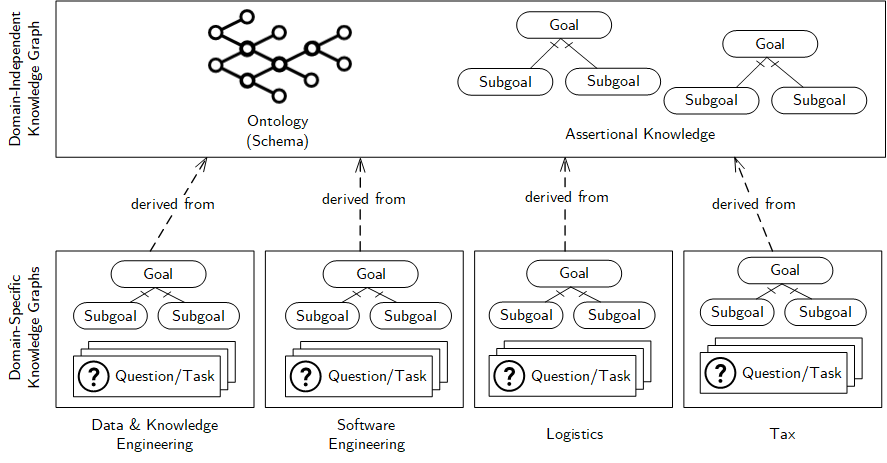 Domain-Independent
Knowledge Graph
Ontology
(Schema)
Goal
Subgoal
Subgoal
Goal
Subgoal
Subgoal
Assertional Knowledge
derived from
derived from
derived from
derived from
Domain-Specific
Knowledge Graphs
Goal
Subgoal
Subgoal
? Question/Task
Data & Knowledge
Engineering
Goal
Subgoal
Subgoal
? Question/Task
Software
Engineering
Goal
Subgoal
Subgoal
? Question/Task
Logistics
Goal
Subgoal
Subgoal
? Question/Task
Tax